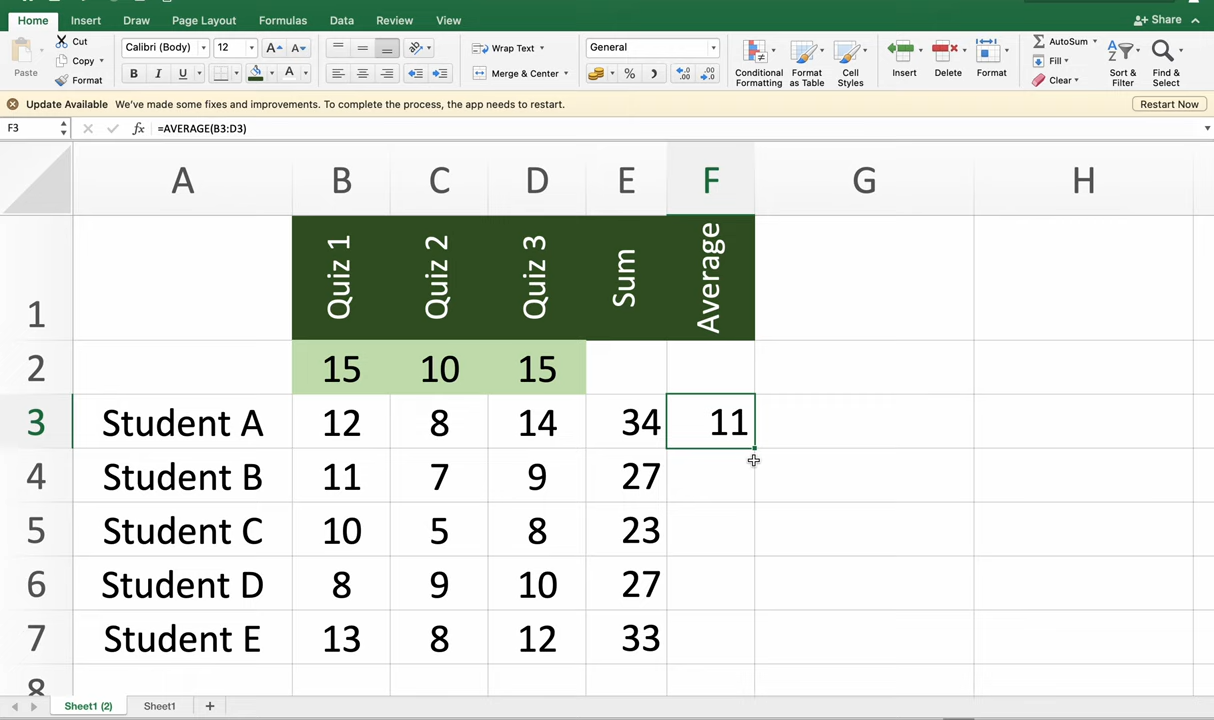 Home Insert Draw Page Layout Formulas Data Review View Share
Cut Calibri (Body) 12 A A Wrap Text General AutoSum
Copy Fill
Paste Format B I U A Merge & Center % Conditional Formatting Format as Table Cell Styles Insert Delete Format Clear Sort & Filter Find & Select
Update Available We've made some fixes and improvements. To complete the process, the app needs to restart. Restart Now
F3 fx =AVERAGE(B3:D3)
A B C D E F G H
1 Quiz 1 Quiz 2 Quiz 3 Sum Average
2 15 10 15
3 Student A 12 8 14 34 11
4 Student B 11 7 9 27
5 Student C 10 5 8 23
6 Student D 8 9 10 27
7 Student E 13 8 12 33
8
Sheet1 (2) Sheet1